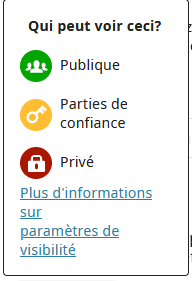 Qui peut voir ceci?
Publique
Parties de
confiance
Privé
Plus d'informations
sur
paramètres de
visibilité